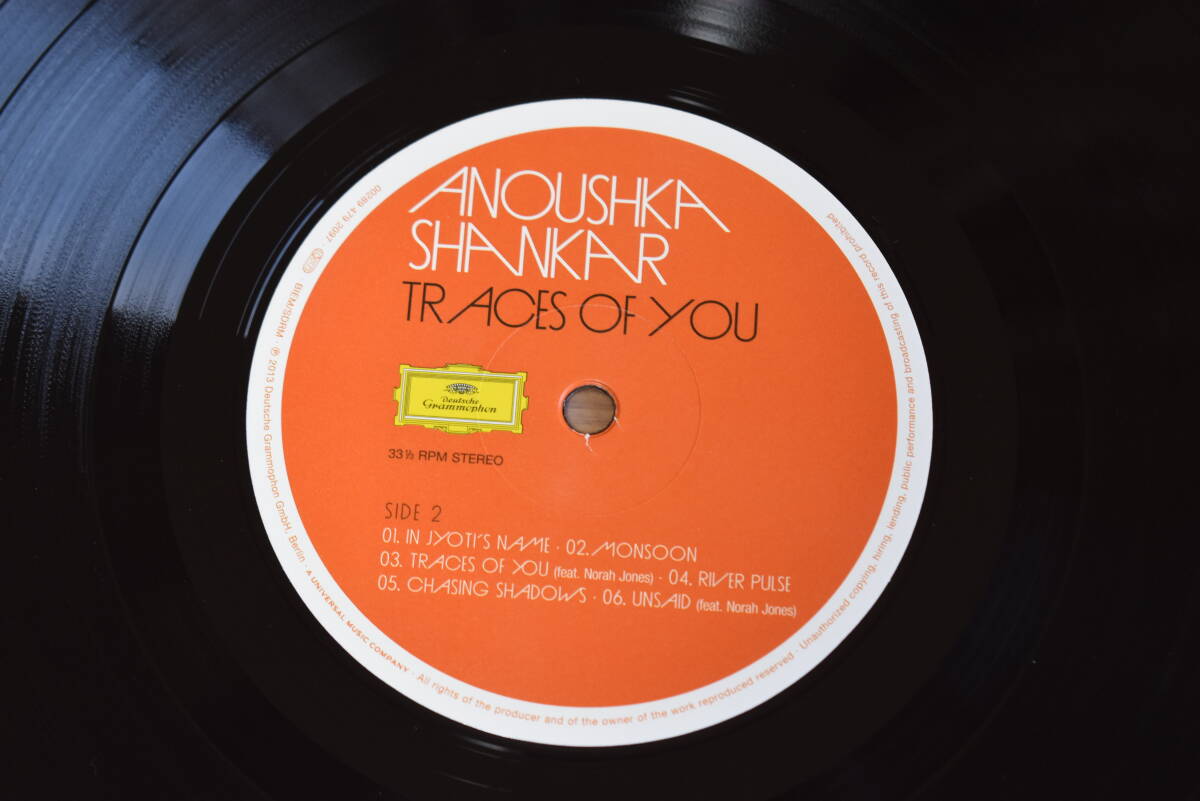 ANOUSHKA
SHANKAR
TRACES OF YOU
Deutsche
Grammophon
33⅓ RPM STEREO
SIDE 2
01. IN JYOTI'S NAME · 02. MONSOON
03. TRACES OF YOU (feat. Norah Jones) · 04. RIVER PULSE
05. CHASING SHADOWS · 06. UNSAID (feat. Norah Jones)
00289 479 2097 · BIEM/SDRM · ℗ 2013 Deutsche Grammophon GmbH, Berlin · A UNIVERSAL MUSIC COMPANY · All rights of the producer and of the owner of the work reproduced reserved · Unauthorized copying, hiring, lending, public performance and broadcasting of this record prohibited